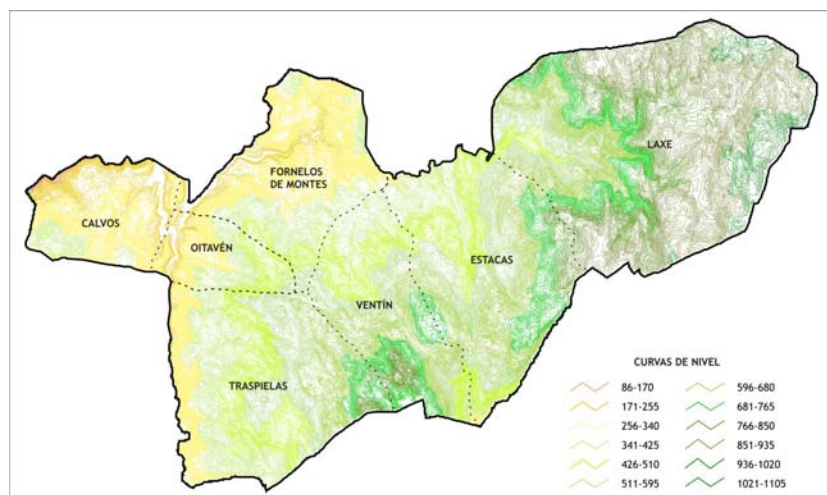 LAXE
FORNELOS
DE MONTES
CALVOS
OITAVÉN
ESTACAS
VENTÍN
TRASPIELAS
CURVAS DE NIVEL
86-170
171-255
256-340
341-425
426-510
511-595
596-680
681-765
766-850
851-935
936-1020
1021-1105